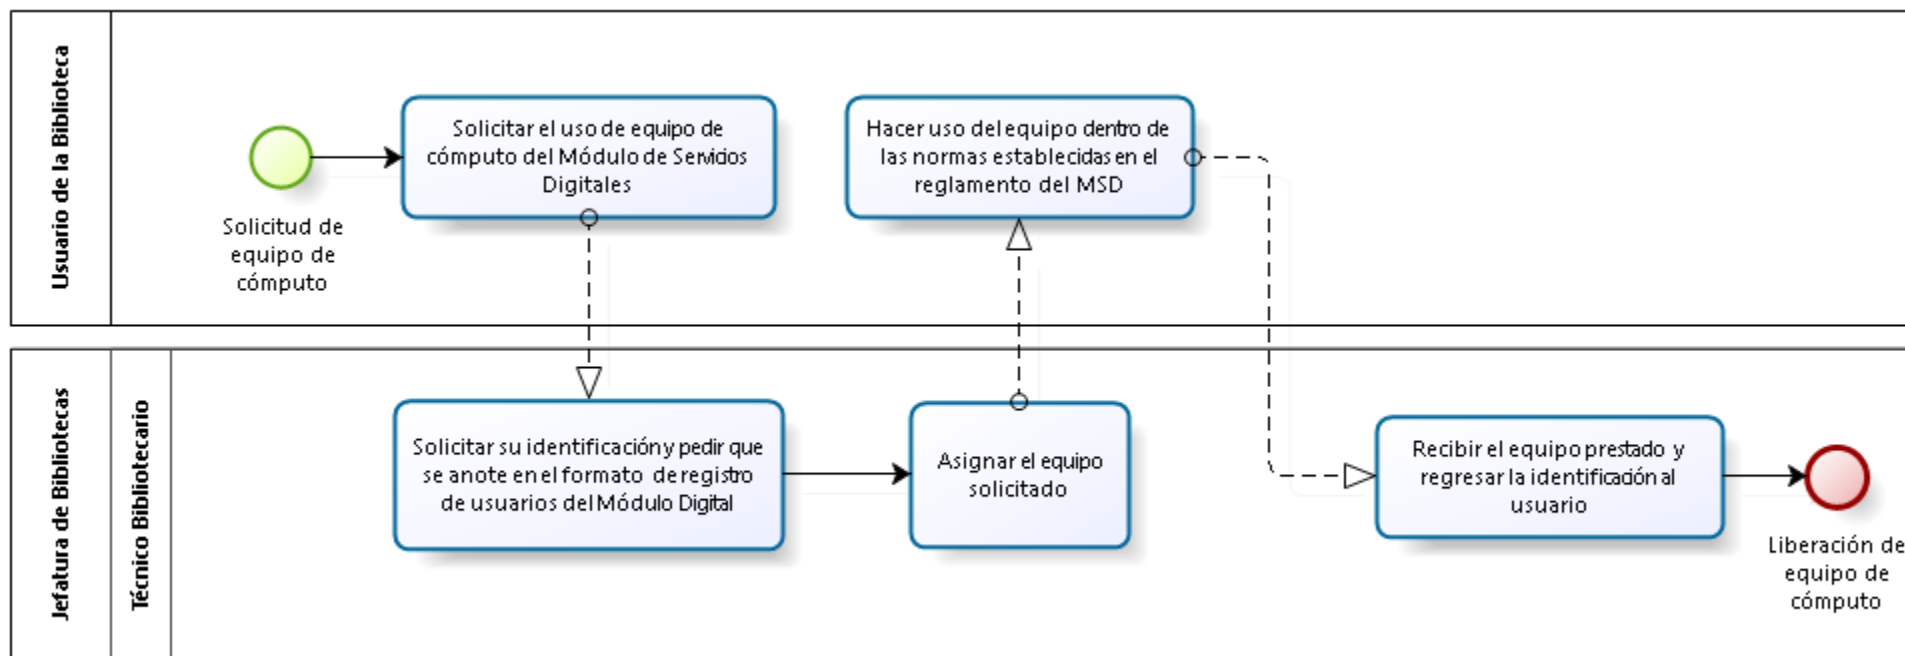 Usuario de la Biblioteca
Solicitud de
equipo de
cómputo
Solicitar el uso de equipo de
cómputo del Módulo de Servicios
Digitales
Hacer uso del equipo dentro de
las normas establecidas en el
reglamento del MSD
Jefatura de Bibliotecas
Técnico Bibliotecario
Solicitar su identificación y pedir que
se anote en el formato de registro
de usuarios del Módulo Digital
Asignar el equipo
solicitado
Recibir el equipo prestado y
regresar la identificación al
usuario
Liberación de
equipo de
cómputo